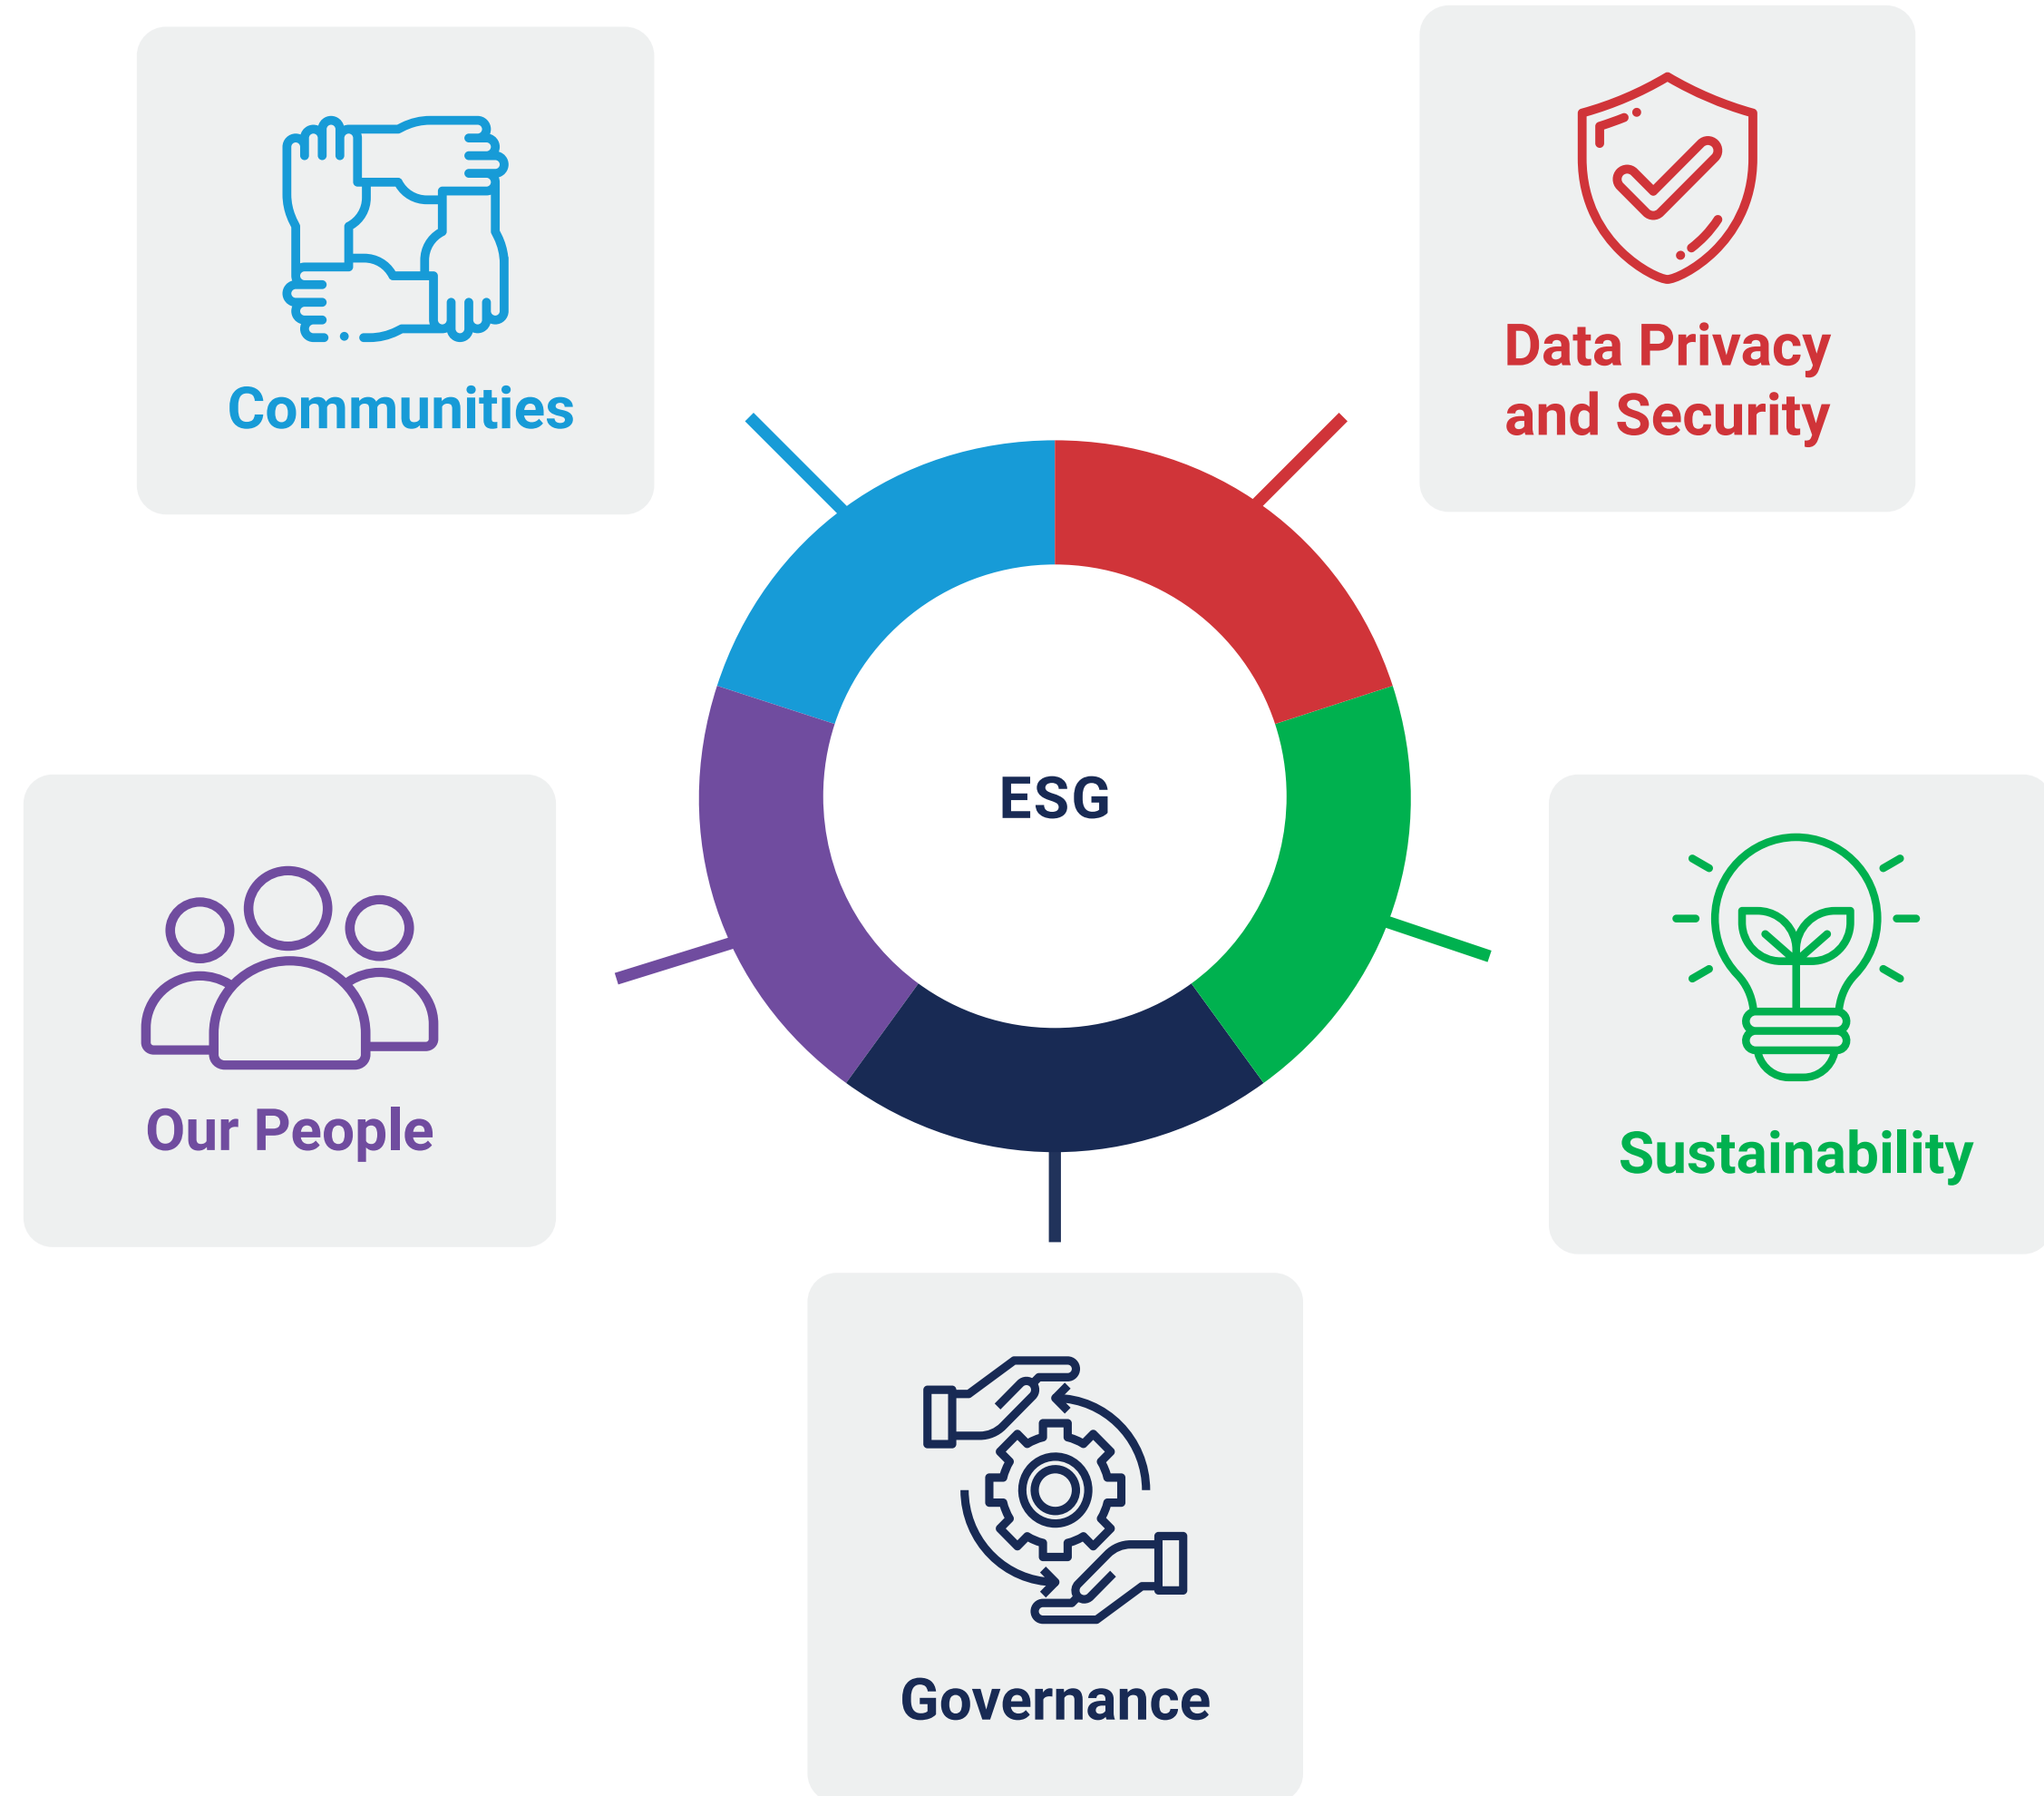 Communities
Data Privacy
and Security
ESG
Our People
Sustainability
Governance